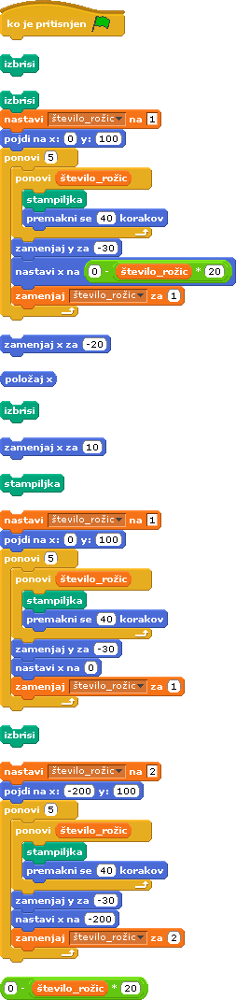 ko je pritisnjen
izbrisi
izbrisi
nastavi število_rožic na 1
pojdi na x: 0 y: 100
ponovi 5
ponovi število_rožic
stampiljka
premakni se 40 korakov
zamenjaj y za -30
nastavi x na 0 - število_rožic * 20
zamenjaj število_rožic za 1
zamenjaj x za -20
položaj x
izbrisi
zamenjaj x za 10
stampiljka
nastavi število_rožic na 1
pojdi na x: 0 y: 100
ponovi 5
ponovi število_rožic
stampiljka
premakni se 40 korakov
zamenjaj y za -30
nastavi x na 0
zamenjaj število_rožic za 1
izbrisi
nastavi število_rožic na 2
pojdi na x: -200 y: 100
ponovi 5
ponovi število_rožic
stampiljka
premakni se 40 korakov
zamenjaj y za -30
nastavi x na -200
zamenjaj število_rožic za 2
0 - število_rožic * 20